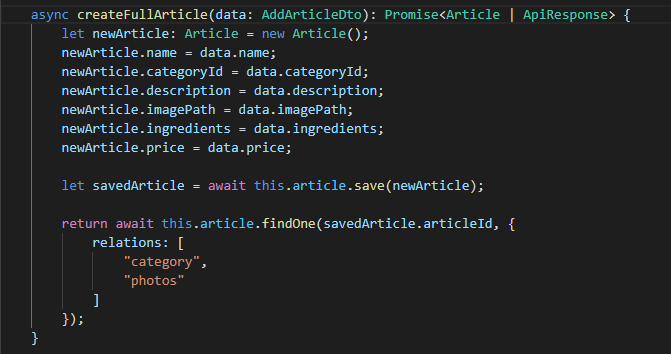 async createFullArticle(data: AddArticleDto): Promise<Article | ApiResponse> {
let newArticle: Article = new Article();
newArticle.name = data.name;
newArticle.categoryId = data.categoryId;
newArticle.description = data.description;
newArticle.imagePath = data.imagePath;
newArticle.ingredients = data.ingredients;
newArticle.price = data.price;
let savedArticle = await this.article.save(newArticle);
return await this.article.findOne(savedArticle.articleId, {
relations: [
"category",
"photos"
]
});
}